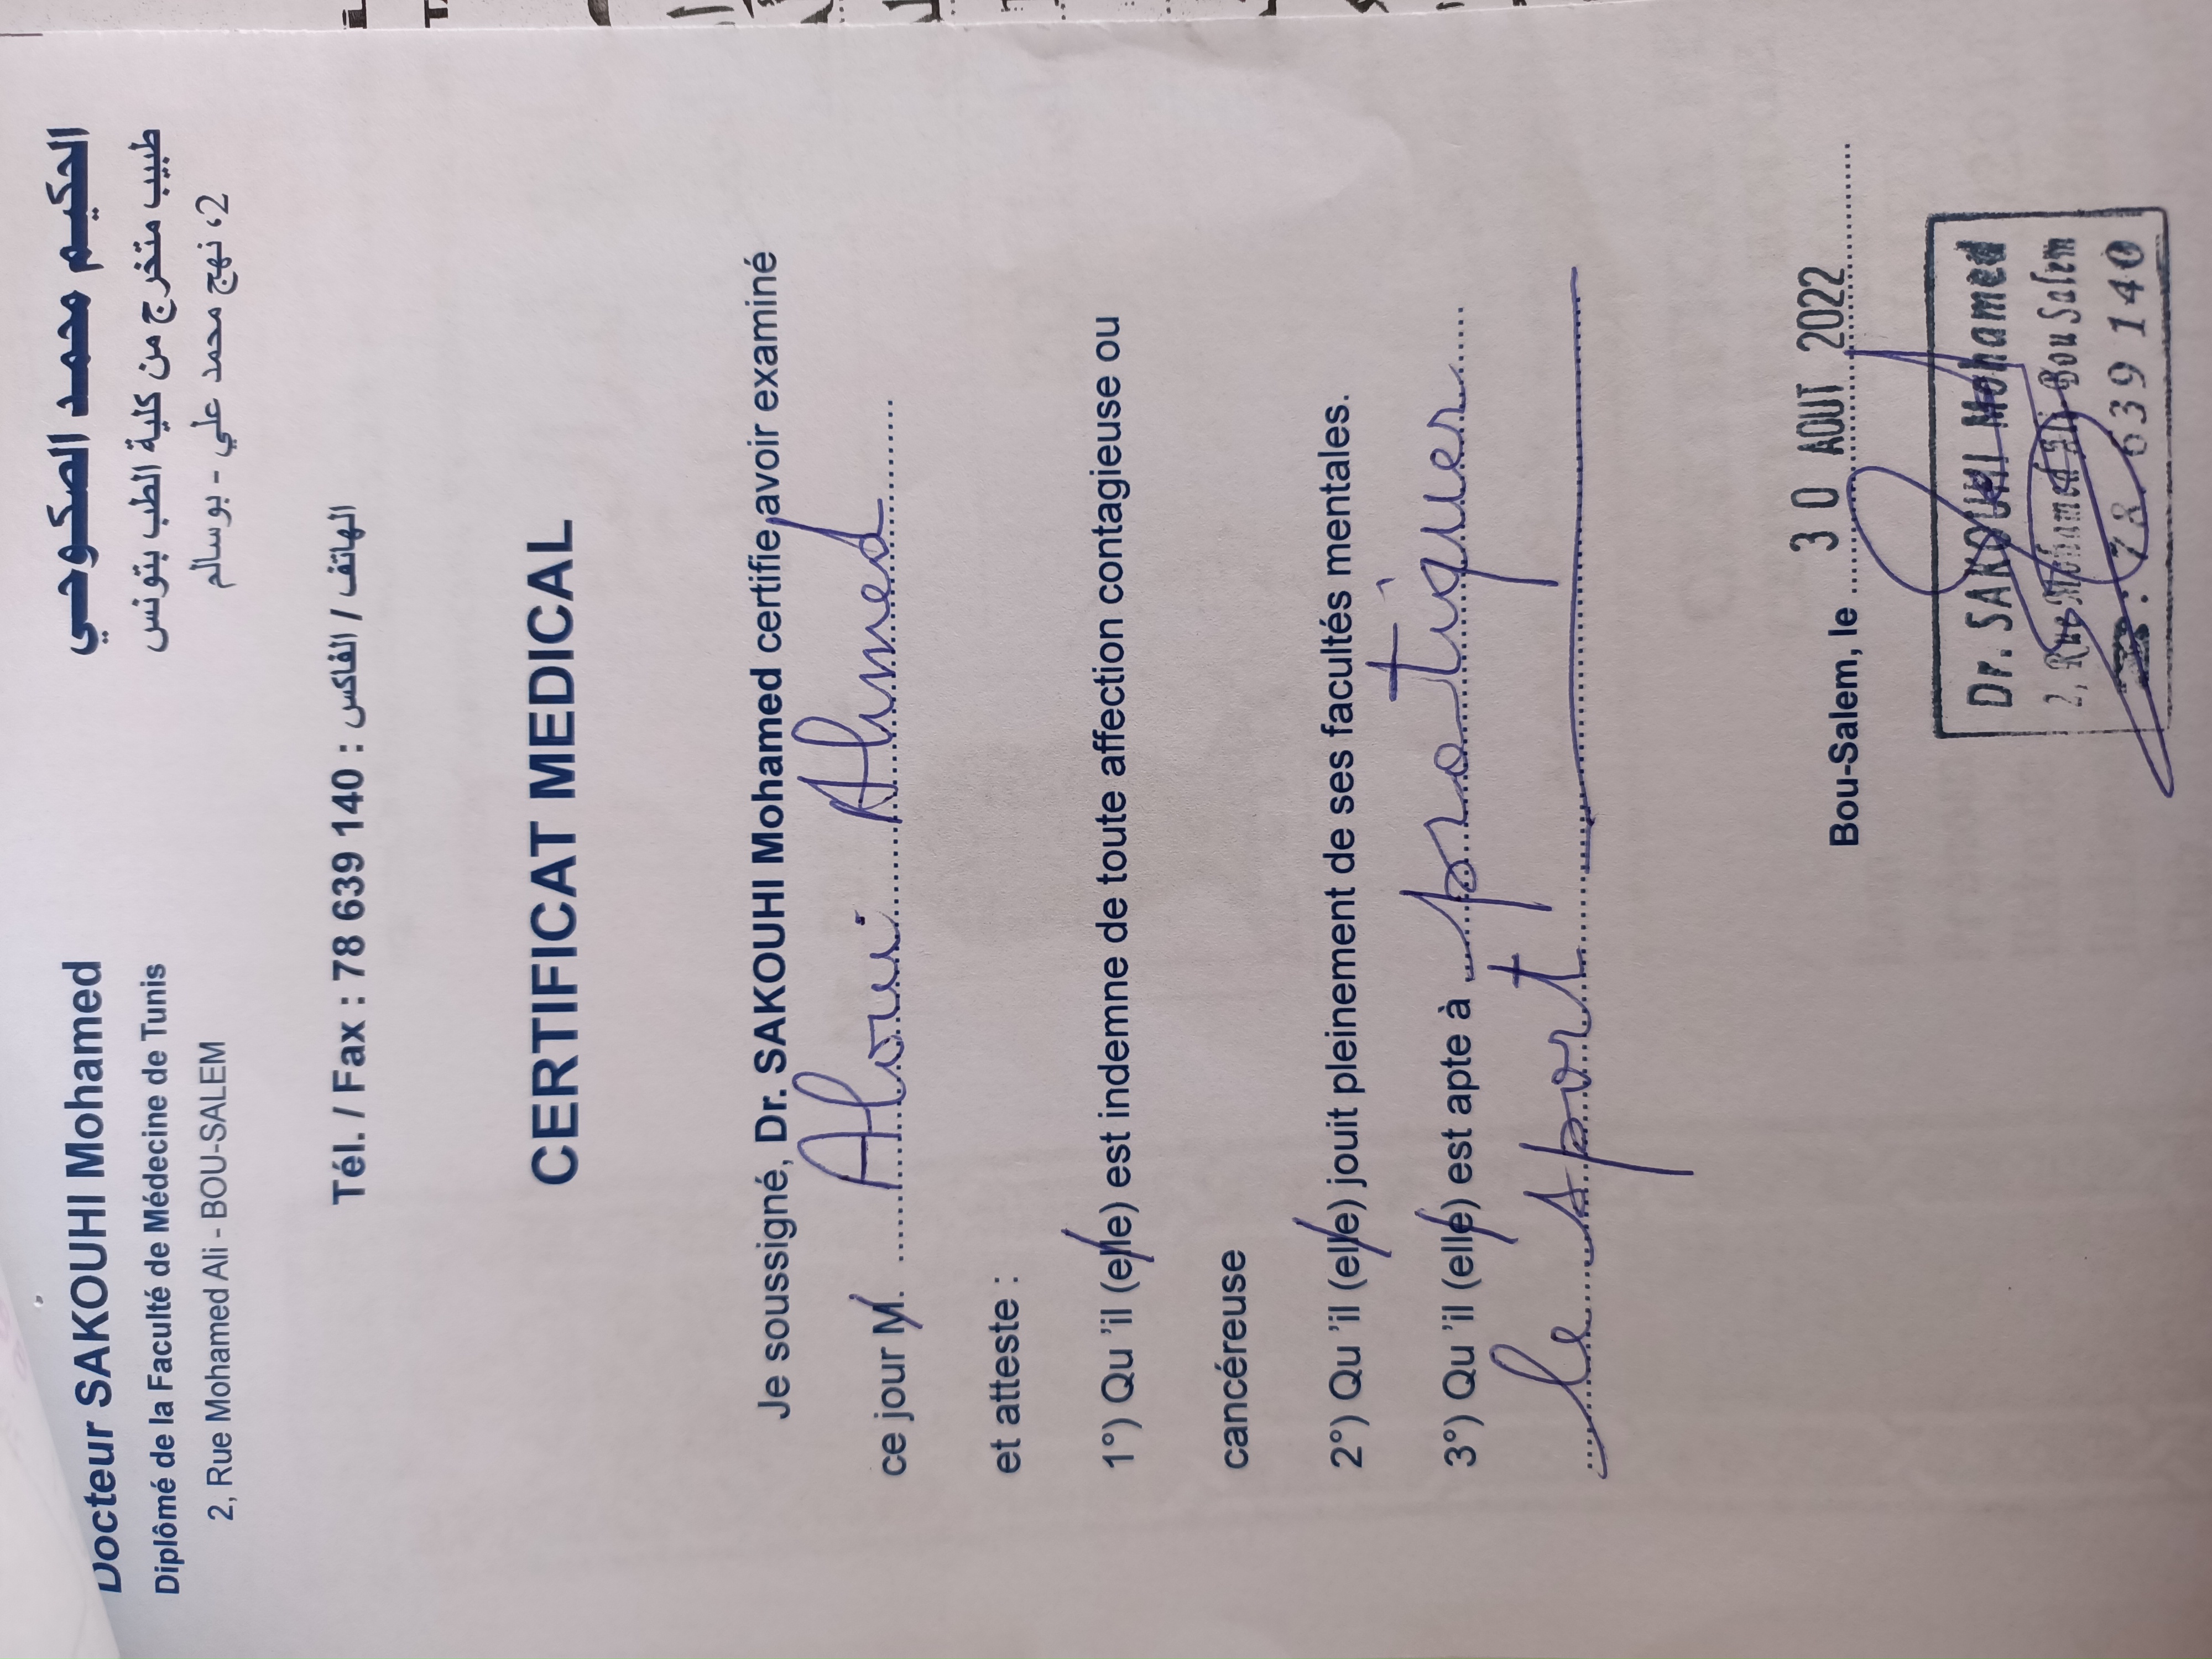 Docteur SAKOUHI Mohamed
Diplômé de la Faculté de Médecine de Tunis
2, Rue Mohamed Ali - BOU-SALEM
الحكيم محمد الصكوحي
طبيب متخرج من كلية الطب بتونس
2، نهج محمد علي - بوسالم
Tél. / Fax : 78 639 140 : الهاتف / الفاكس
CERTIFICAT MEDICAL
Je soussigné, Dr. SAKOUHI Mohamed certifie avoir examiné
ce jour M. Aloui Ahmed
et atteste :
1°) Qu 'il (elle) est indemne de toute affection contagieuse ou
cancéreuse
2°) Qu 'il (elle) jouit pleinement de ses facultés mentales.
3°) Qu 'il (elle) est apte à pratiquer
le sport
Bou-Salem, le 30 AOUT 2022
Dr. SAKOUHI Mohamed
2, Rue Mohamed Ali Bou Salem
: 78 639 140